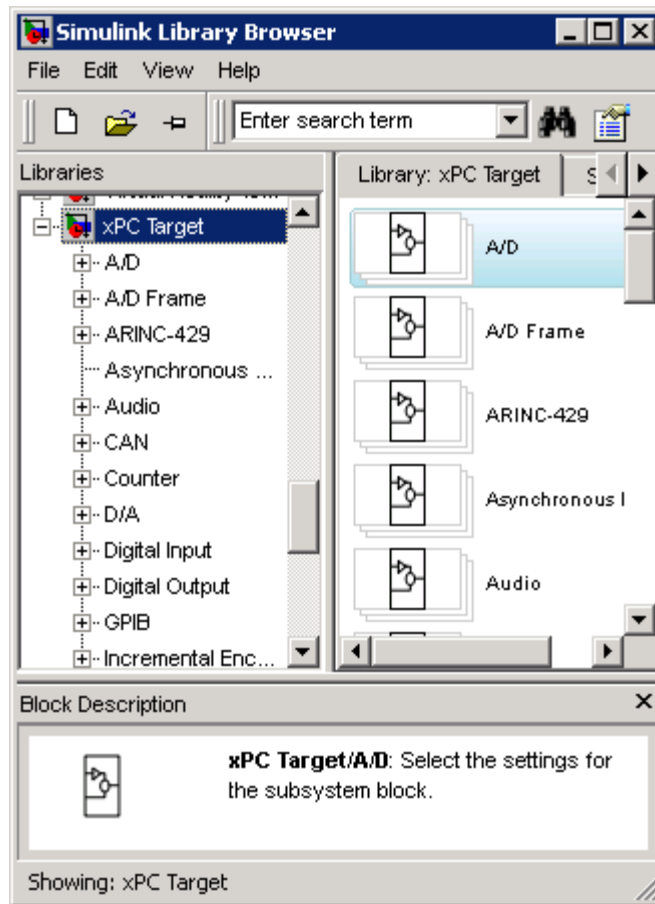 Simulink Library Browser
File Edit View Help
Enter search term
Libraries
xPC Target
A/D
A/D Frame
ARINC-429
Asynchronous ...
Audio
CAN
Counter
D/A
Digital Input
Digital Output
GPIB
Incremental Enc...
Library: xPC Target
A/D
A/D Frame
ARINC-429
Asynchronous I
Audio
Block Description
xPC Target/A/D: Select the settings for
the subsystem block.
Showing: xPC Target